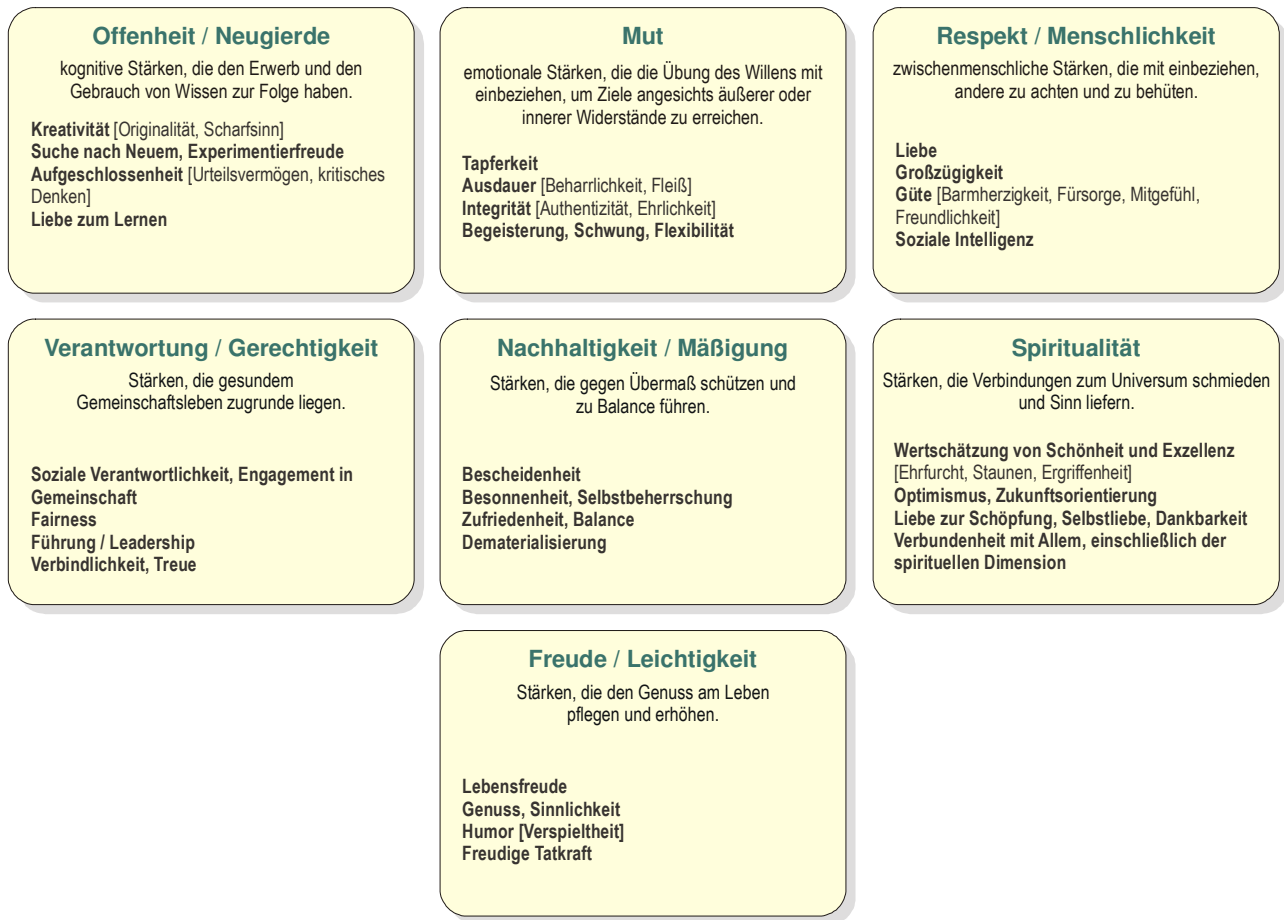 Offenheit / Neugierde
kognitive Stärken, die den Erwerb und den
Gebrauch von Wissen zur Folge haben.
Kreativität [Originalität, Scharfsinn]
Suche nach Neuem, Experimentierfreude
Aufgeschlossenheit [Urteilsvermögen, kritisches
Denken]
Liebe zum Lernen
Mut
emotionale Stärken, die die Übung des Willens mit
einbeziehen, um Ziele angesichts äußerer oder
innerer Widerstände zu erreichen.
Tapferkeit
Ausdauer [Beharrlichkeit, Fleiß]
Integrität [Authentizität, Ehrlichkeit]
Begeisterung, Schwung, Flexibilität
Respekt / Menschlichkeit
zwischenmenschliche Stärken, die mit einbeziehen,
andere zu achten und zu behüten.
Liebe
Großzügigkeit
Güte [Barmherzigkeit, Fürsorge, Mitgefühl,
Freundlichkeit]
Soziale Intelligenz
Verantwortung / Gerechtigkeit
Stärken, die gesundem
Gemeinschaftsleben zugrunde liegen.
Soziale Verantwortlichkeit, Engagement in
Gemeinschaft
Fairness
Führung / Leadership
Verbindlichkeit, Treue
Nachhaltigkeit / Mäßigung
Stärken, die gegen Übermaß schützen und
zu Balance führen.
Bescheidenheit
Besonnenheit, Selbstbeherrschung
Zufriedenheit, Balance
Dematerialisierung
Spiritualität
Stärken, die Verbindungen zum Universum schmieden
und Sinn liefern.
Wertschätzung von Schönheit und Exzellenz
[Ehrfurcht, Staunen, Ergriffenheit]
Optimismus, Zukunftsorientierung
Liebe zur Schöpfung, Selbstliebe, Dankbarkeit
Verbundenheit mit Allem, einschließlich der
spirituellen Dimension
Freude / Leichtigkeit
Stärken, die den Genuss am Leben
pflegen und erhöhen.
Lebensfreude
Genuss, Sinnlichkeit
Humor [Verspieltheit]
Freudige Tatkraft